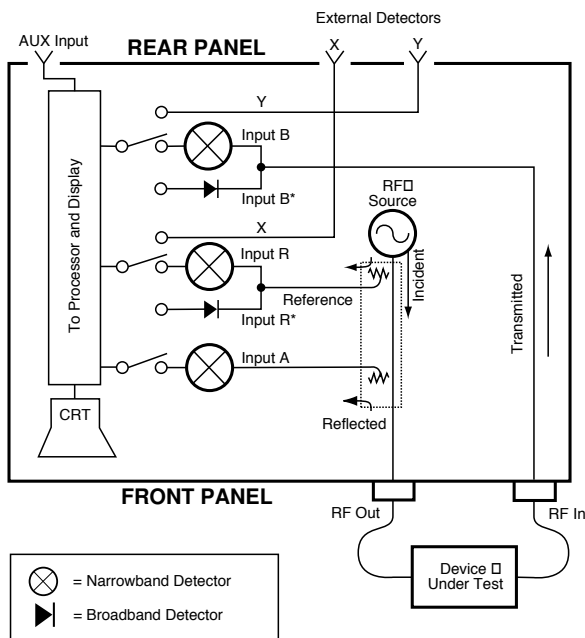 External Detectors
AUX Input
REAR PANEL
X
Y
Y
Input B
Input B*
RF
Source
X
Input R
Reference
Input R*
Incident
Transmitted
To Processor and Display
Input A
CRT
Reflected
FRONT PANEL
RF Out
RF In
Device
Under Test
= Narrowband Detector
= Broadband Detector